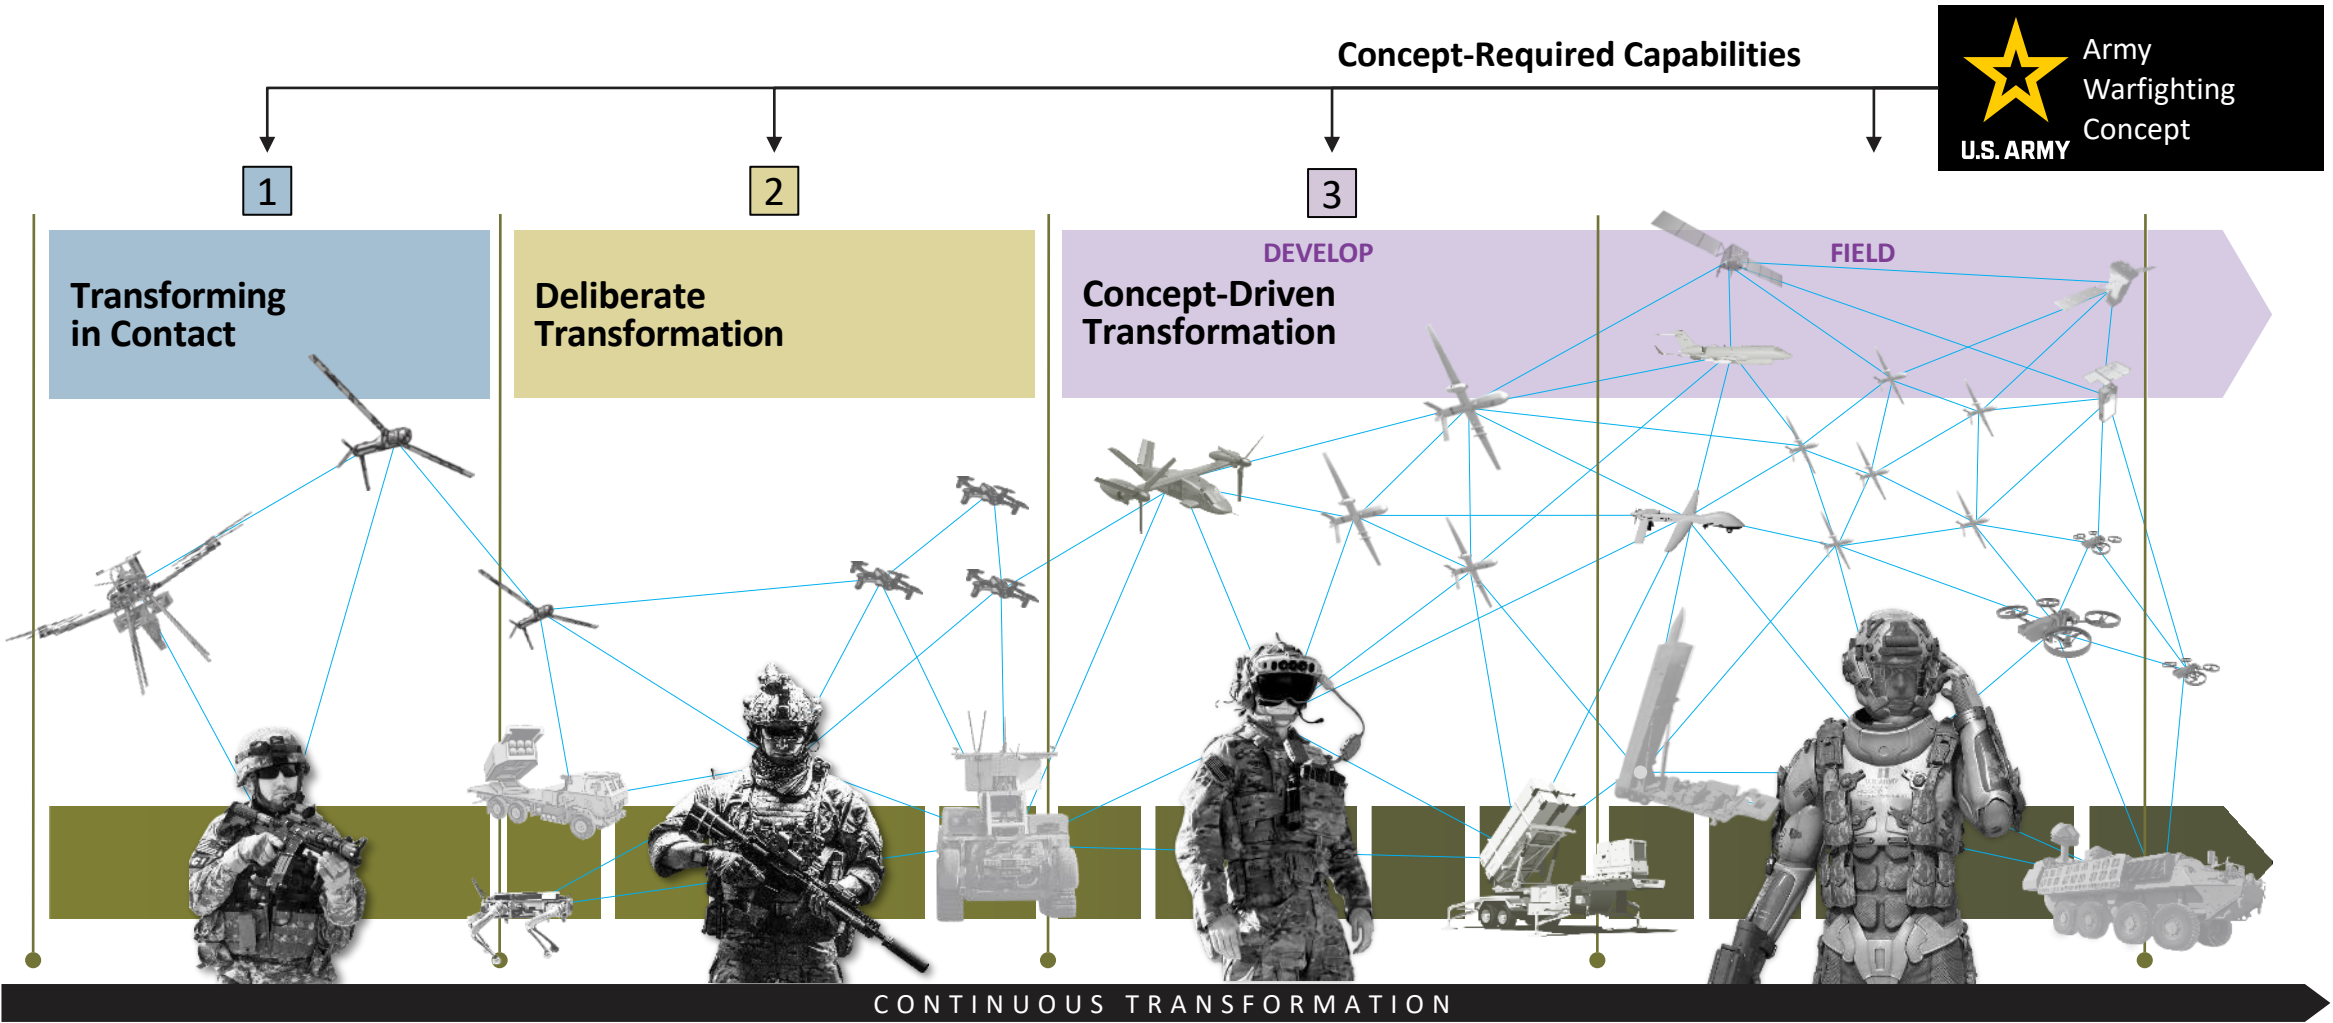 Concept-Required Capabilities
Army
Warfighting
Concept
U.S. ARMY
1
2
3
DEVELOP
FIELD
Transforming
in Contact
Deliberate
Transformation
Concept-Driven
Transformation
U.S. ARMY
CONTINUOUS TRANSFORMATION